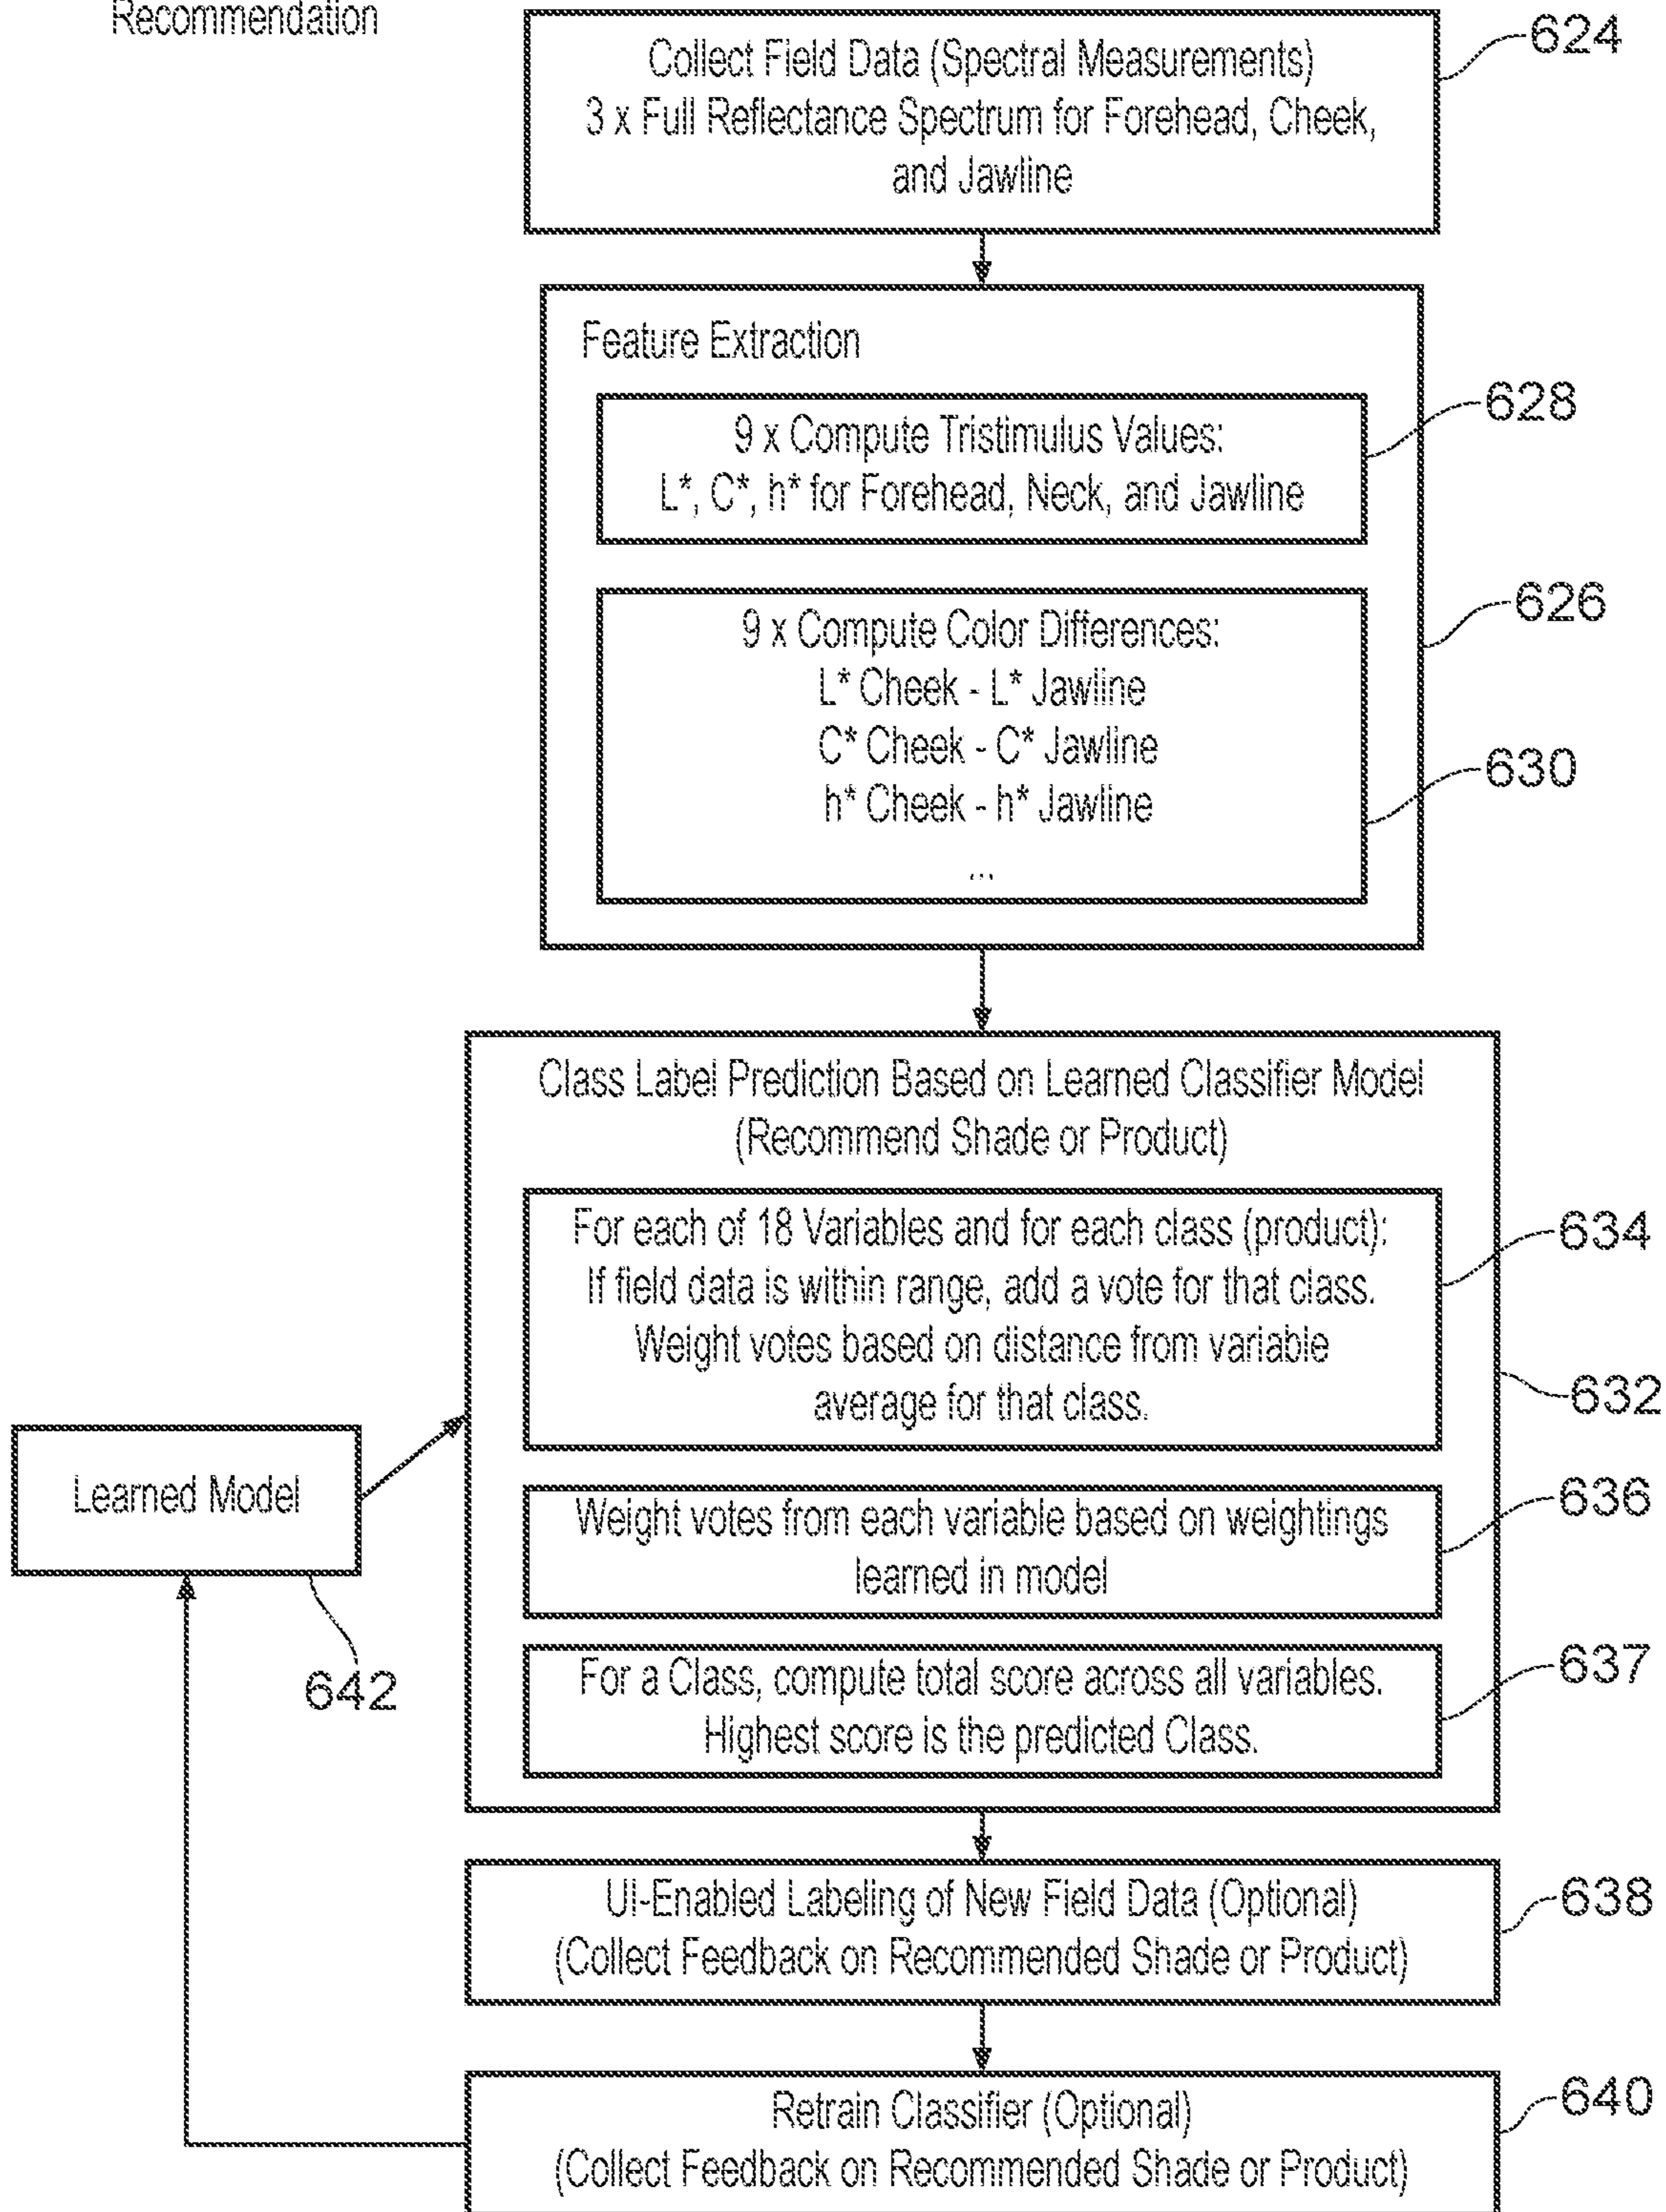 Recommendation
Collect Field Data (Spectral Measurements)
3 x Full Reflectance Spectrum for Forehead, Cheek,
and Jawline
624
Feature Extraction
9 x Compute Tristimulus Values:
L*, C*, h* for Forehead, Neck, and Jawline
628
626
9 x Compute Color Differences:
L* Cheek - L* Jawline
C* Cheek - C* Jawline
h* Cheek - h* Jawline
...
630
Class Label Prediction Based on Learned Classifier Model
(Recommend Shade or Product)
For each of 18 Variables and for each class (product):
If field data is within range, add a vote for that class.
Weight votes based on distance from variable
average for that class.
634
632
Learned Model
642
Weight votes from each variable based on weightings
learned in model
636
For a Class, compute total score across all variables.
Highest score is the predicted Class.
637
UI-Enabled Labeling of New Field Data (Optional)
(Collect Feedback on Recommended Shade or Product)
638
Retrain Classifier (Optional)
(Collect Feedback on Recommended Shade or Product)
640